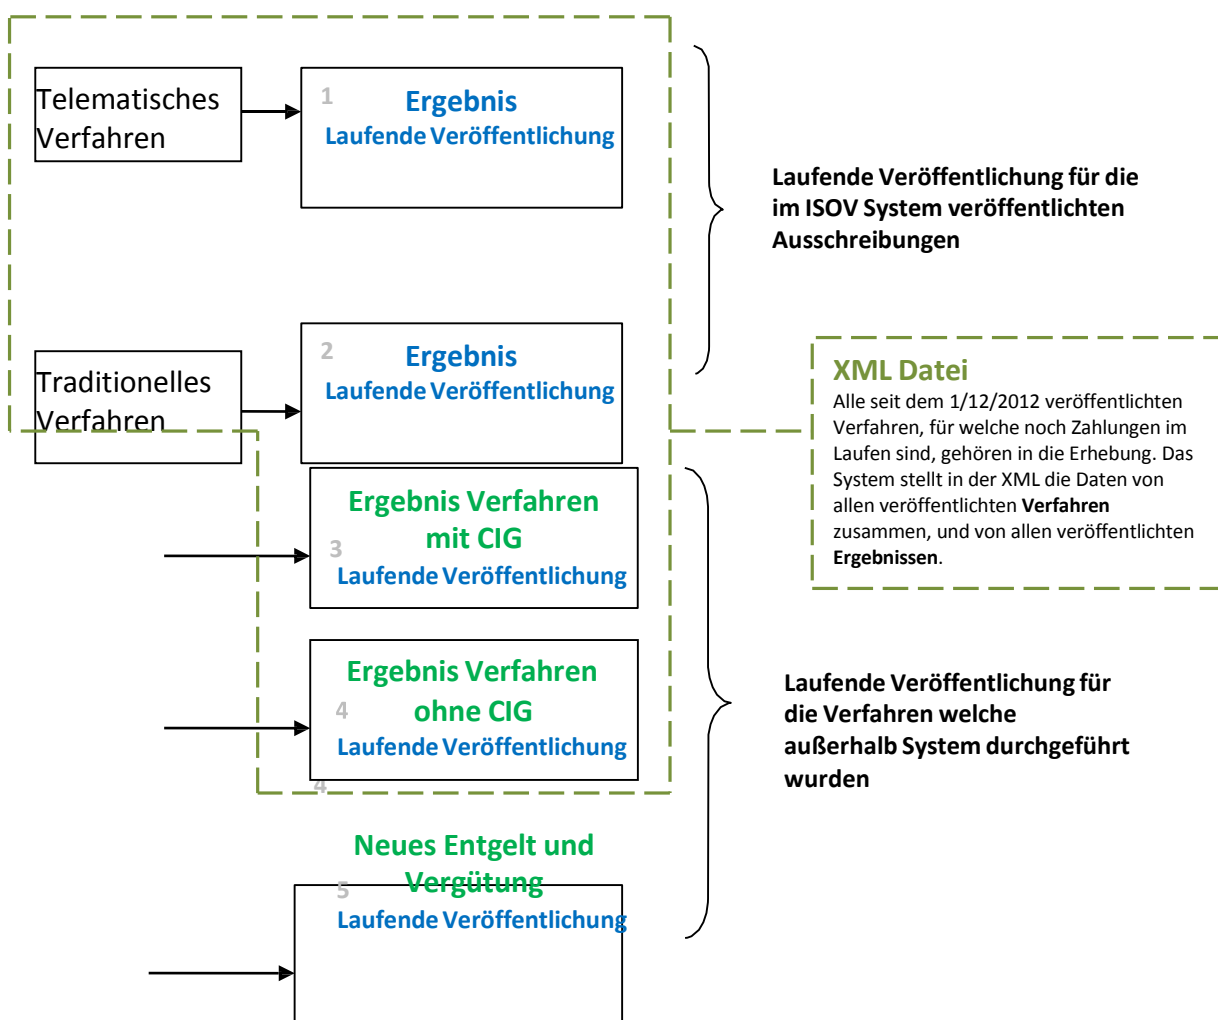 Telematisches
Verfahren
1
Ergebnis
Laufende Veröffentlichung
Laufende Veröffentlichung für die
im ISOV System veröffentlichten
Ausschreibungen
Traditionelles
Verfahren
2
Ergebnis
Laufende Veröffentlichung
XML Datei
Alle seit dem 1/12/2012 veröffentlichten
Verfahren, für welche noch Zahlungen im
Laufen sind, gehören in die Erhebung. Das
System stellt in der XML die Daten von
allen veröffentlichten Verfahren
zusammen, und von allen veröffentlichten
Ergebnissen.
Ergebnis Verfahren
mit CIG
3
Laufende Veröffentlichung
Ergebnis Verfahren
ohne CIG
4
Laufende Veröffentlichung
4
Laufende Veröffentlichung für
die Verfahren welche
außerhalb System durchgeführt
wurden
Neues Entgelt und
Vergütung
5
Laufende Veröffentlichung